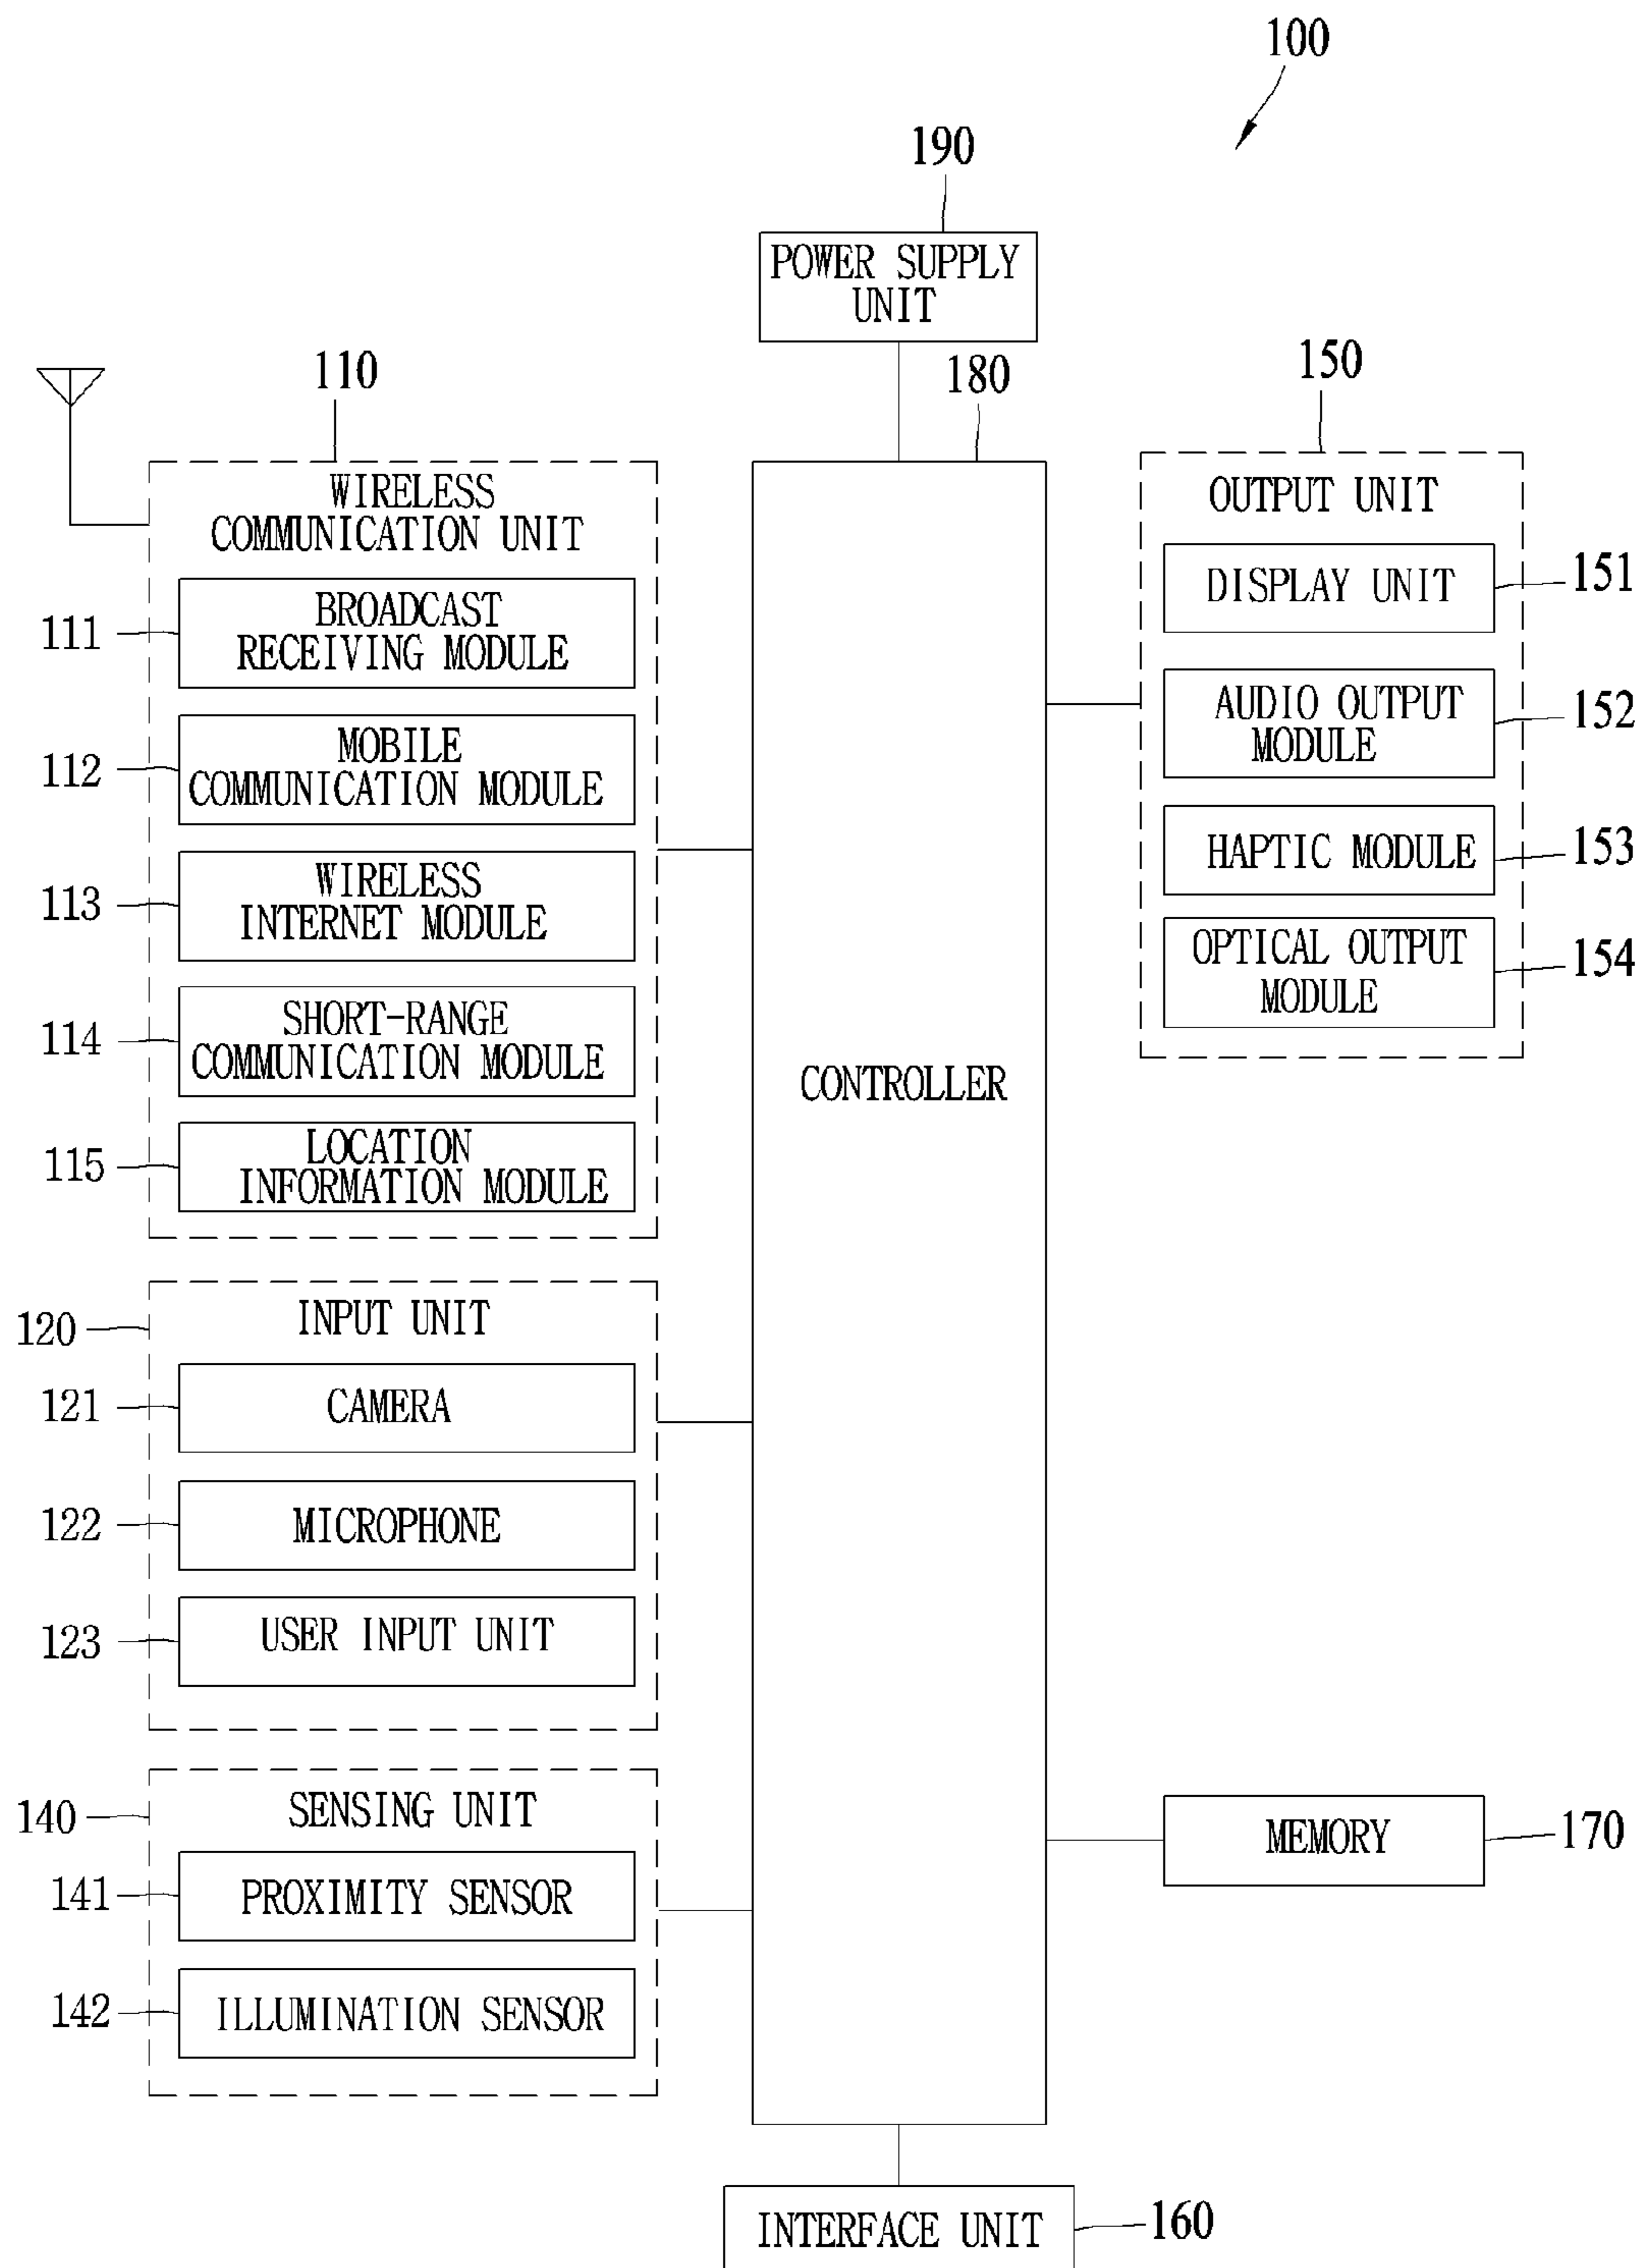 100
190
POWER SUPPLY
UNIT
110
180
150
WIRELESS
COMMUNICATION UNIT
111
BROADCAST
RECEIVING MODULE
112
MOBILE
COMMUNICATION MODULE
113
WIRELESS
INTERNET MODULE
114
SHORT-RANGE
COMMUNICATION MODULE
115
LOCATION
INFORMATION MODULE
120
INPUT UNIT
121
CAMERA
122
MICROPHONE
123
USER INPUT UNIT
140
SENSING UNIT
141
PROXIMITY SENSOR
142
ILLUMINATION SENSOR
CONTROLLER
OUTPUT UNIT
DISPLAY UNIT
151
AUDIO OUTPUT
MODULE
152
HAPTIC MODULE
153
OPTICAL OUTPUT
MODULE
154
MEMORY
170
INTERFACE UNIT
160